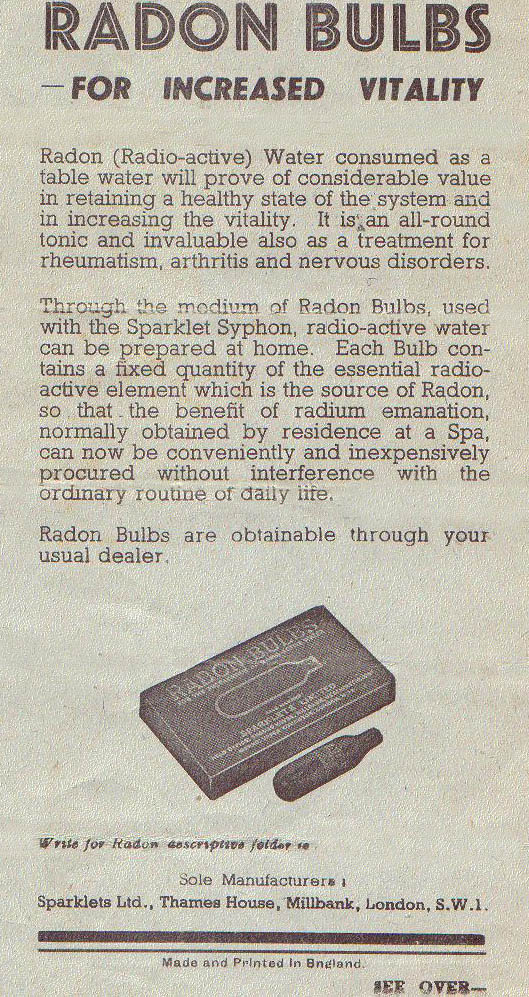 RADON BULBS
—FOR INCREASED VITALITY
Radon (Radio-active) Water consumed as a
table water will prove of considerable value
in retaining a healthy state of the system and
in increasing the vitality. It is an all-round
tonic and invaluable also as a treatment for
rheumatism, arthritis and nervous disorders.
Through the medium of Radon Bulbs, used
with the Sparklet Syphon, radio-active water
can be prepared at home. Each Bulb con-
tains a fixed quantity of the essential radio-
active element which is the source of Radon,
so that the benefit of radium emanation,
normally obtained by residence at a Spa,
can now be conveniently and inexpensively
procured without interference with the
ordinary routine of daily life.
Radon Bulbs are obtainable through your
usual dealer.
RADON BULBS
SPARKLETS LIMITED
Write for Radon descriptive folder to
Sole Manufacturers :
Sparklets Ltd., Thames House, Millbank, London, S.W.1.
Made and Printed in England.
SEE OVER—